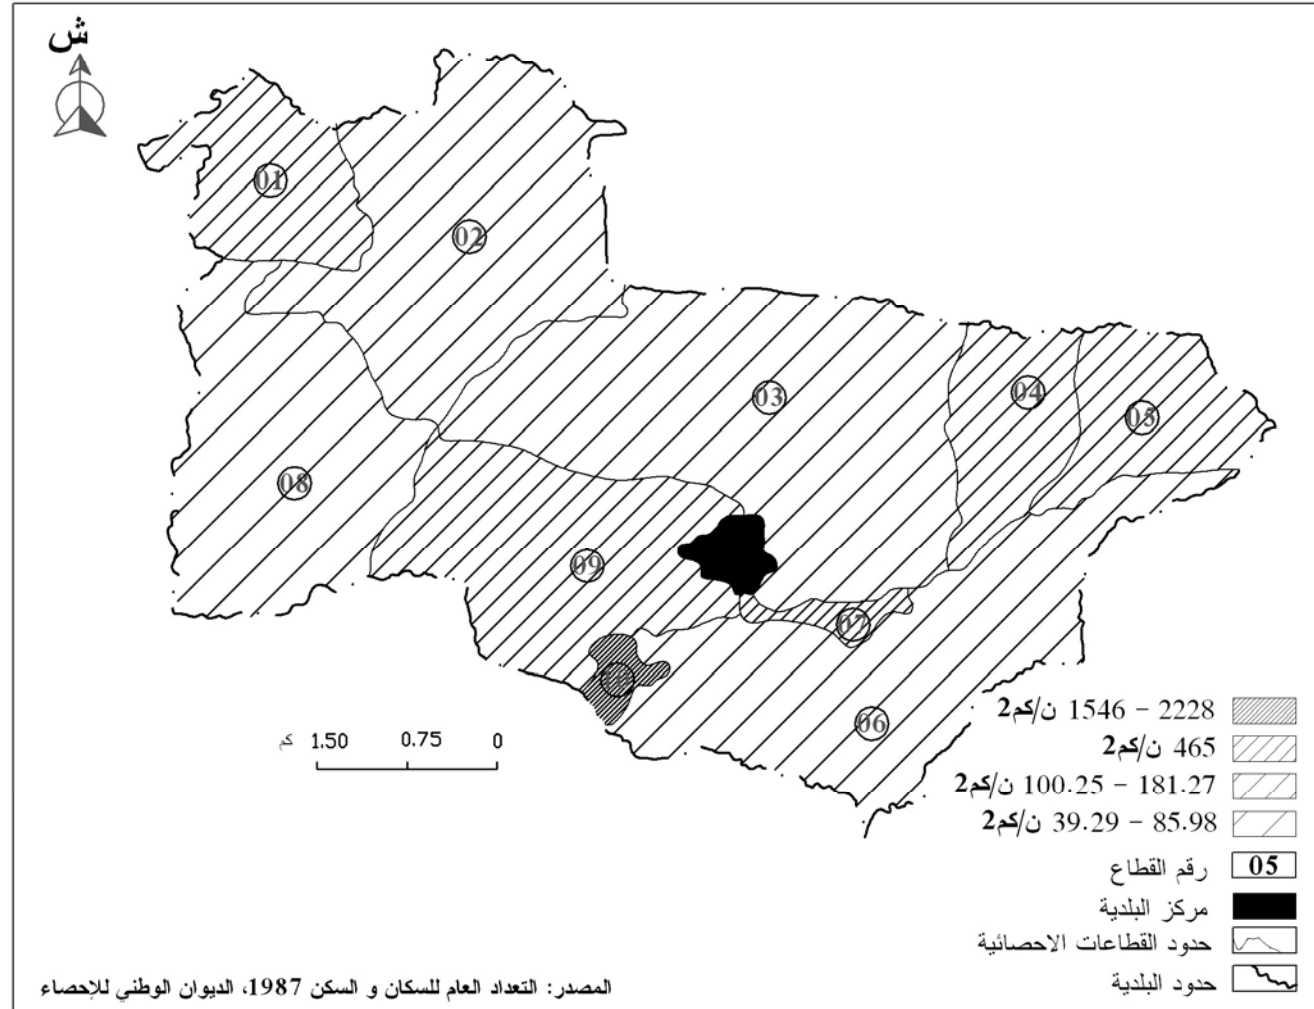 ش
01
02
03
04
05
08
09
07
06
كم 1.50 0.75 0
1546 - 2228 ن/كم2
465 ن/كم2
100.25 - 181.27 ن/كم2
39.29 - 85.98 ن/كم2
05 رقم القطاع
مركز البلدية
حدود القطاعات الاحصائية
حدود البلدية
المصدر: التعداد العام للسكان و السكن 1987، الديوان الوطني للإحصاء